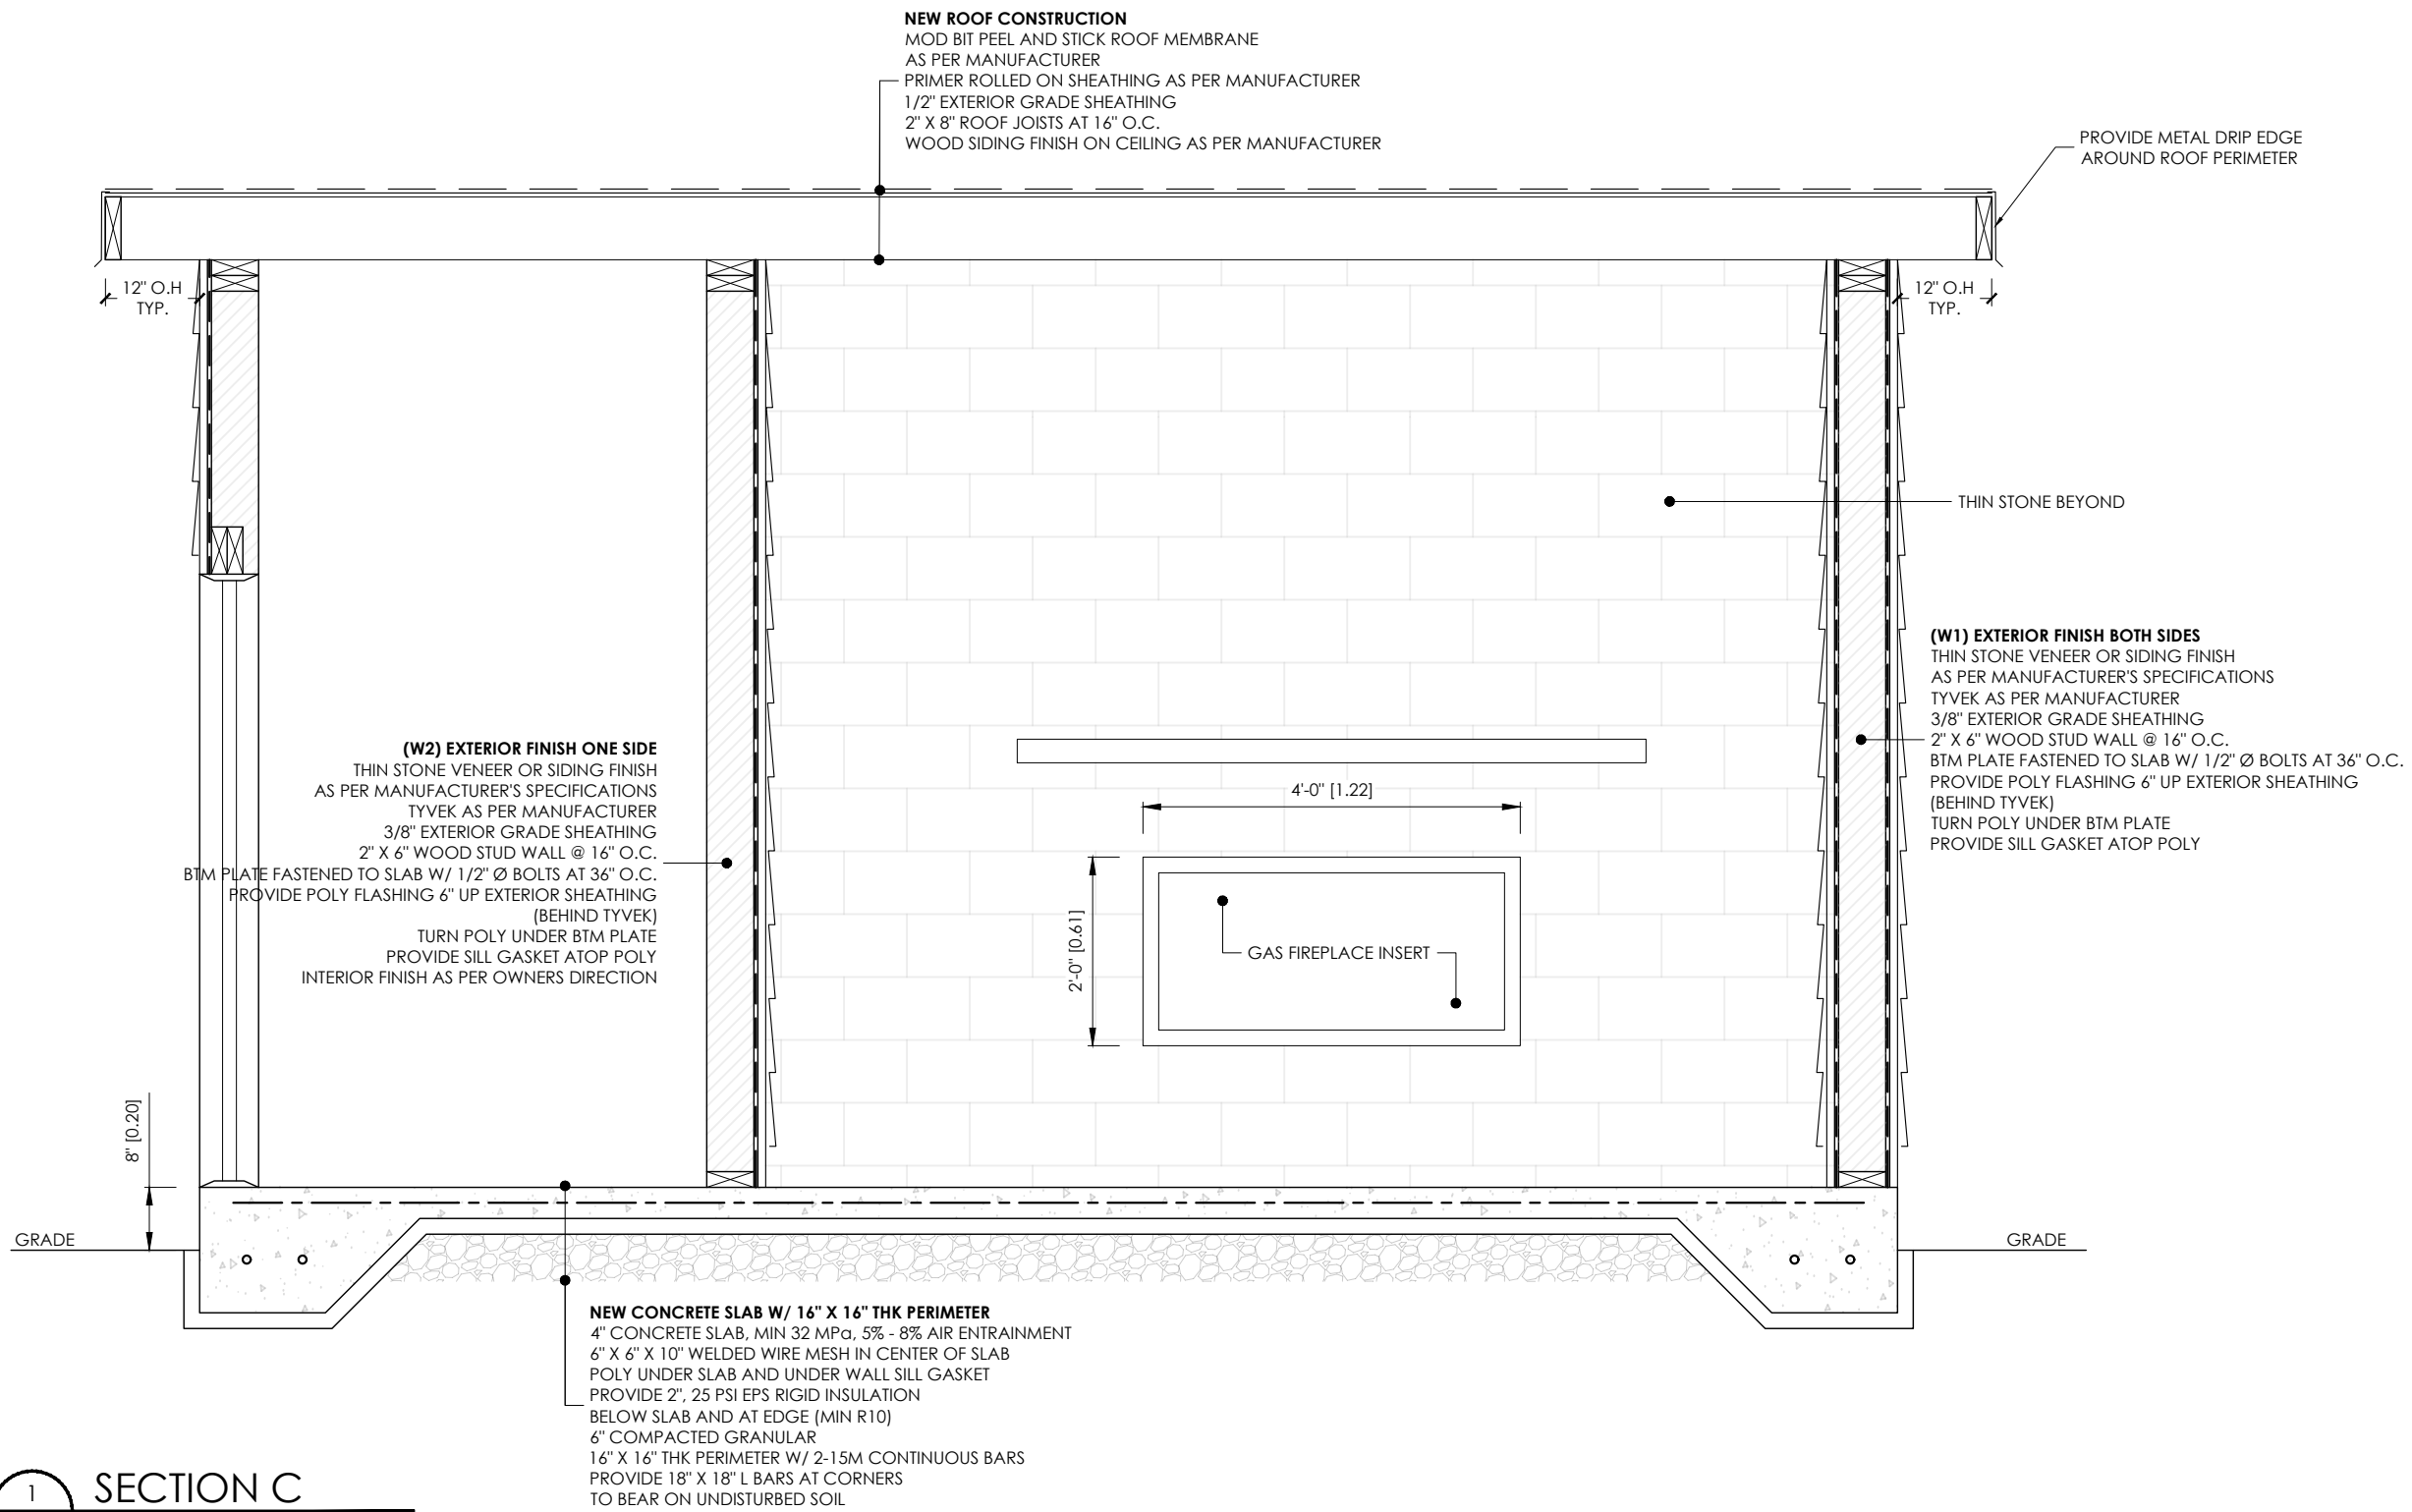 NEW ROOF CONSTRUCTION
MOD BIT PEEL AND STICK ROOF MEMBRANE
AS PER MANUFACTURER
PRIMER ROLLED ON SHEATHING AS PER MANUFACTURER
1/2" EXTERIOR GRADE SHEATHING
2" X 8" ROOF JOISTS AT 16" O.C.
WOOD SIDING FINISH ON CEILING AS PER MANUFACTURER
PROVIDE METAL DRIP EDGE
AROUND ROOF PERIMETER
12" O.H
TYP.
12" O.H
TYP.
THIN STONE BEYOND
(W1) EXTERIOR FINISH BOTH SIDES
THIN STONE VENEER OR SIDING FINISH
AS PER MANUFACTURER'S SPECIFICATIONS
TYVEK AS PER MANUFACTURER
3/8" EXTERIOR GRADE SHEATHING
2" X 6" WOOD STUD WALL @ 16" O.C.
BTM PLATE FASTENED TO SLAB W/ 1/2" Ø BOLTS AT 36" O.C.
PROVIDE POLY FLASHING 6" UP EXTERIOR SHEATHING
(BEHIND TYVEK)
TURN POLY UNDER BTM PLATE
PROVIDE SILL GASKET ATOP POLY
(W2) EXTERIOR FINISH ONE SIDE
THIN STONE VENEER OR SIDING FINISH
AS PER MANUFACTURER'S SPECIFICATIONS
TYVEK AS PER MANUFACTURER
3/8" EXTERIOR GRADE SHEATHING
2" X 6" WOOD STUD WALL @ 16" O.C.
BTM PLATE FASTENED TO SLAB W/ 1/2" Ø BOLTS AT 36" O.C.
PROVIDE POLY FLASHING 6" UP EXTERIOR SHEATHING
(BEHIND TYVEK)
TURN POLY UNDER BTM PLATE
PROVIDE SILL GASKET ATOP POLY
INTERIOR FINISH AS PER OWNERS DIRECTION
4'-0" [1.22]
2'-0" [0.61]
GAS FIREPLACE INSERT
8" [0.20]
GRADE
GRADE
NEW CONCRETE SLAB W/ 16" X 16" THK PERIMETER
4" CONCRETE SLAB, MIN 32 MPa, 5% - 8% AIR ENTRAINMENT
6" X 6" X 10" WELDED WIRE MESH IN CENTER OF SLAB
POLY UNDER SLAB AND UNDER WALL SILL GASKET
PROVIDE 2", 25 PSI EPS RIGID INSULATION
BELOW SLAB AND AT EDGE (MIN R10)
6" COMPACTED GRANULAR
16" X 16" THK PERIMETER W/ 2-15M CONTINUOUS BARS
PROVIDE 18" X 18" L BARS AT CORNERS
TO BEAR ON UNDISTURBED SOIL
1
SECTION C